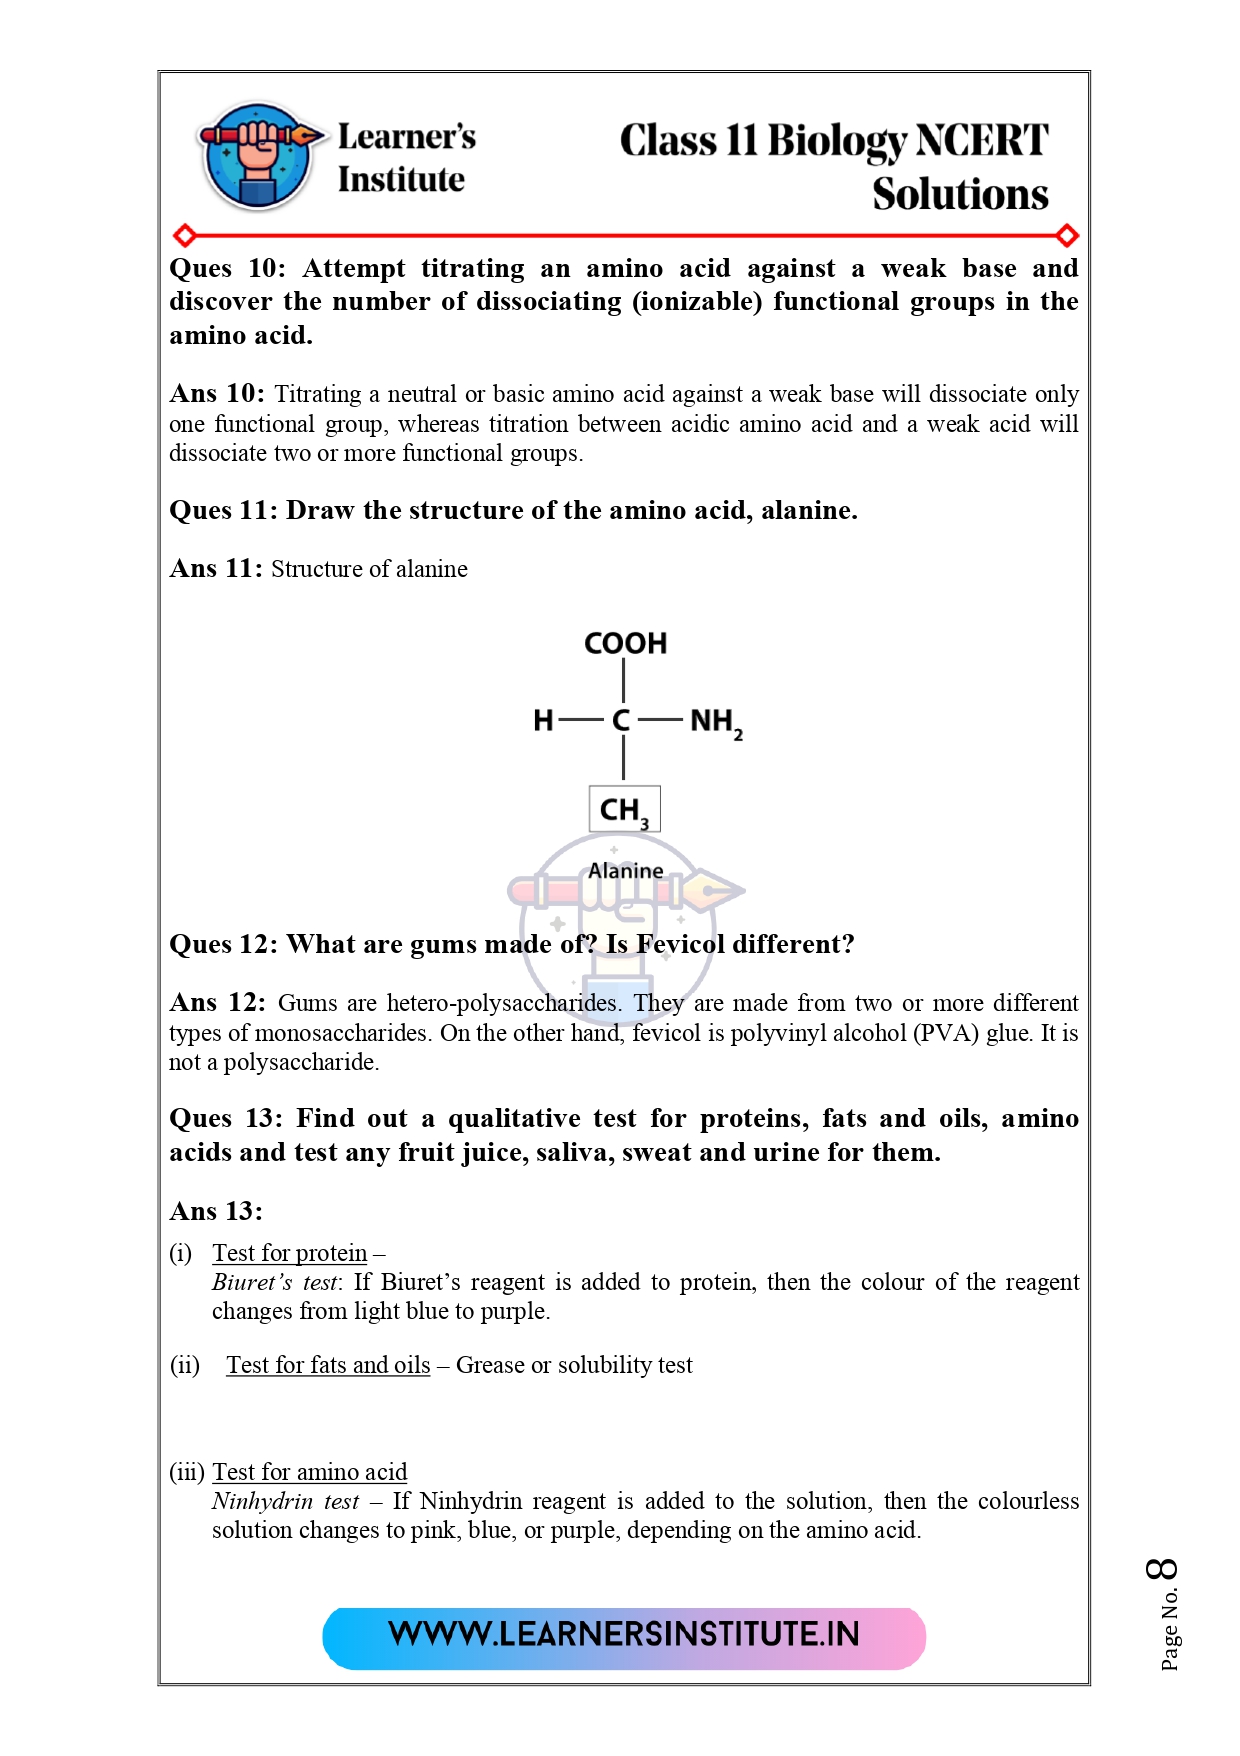 Learner's
Institute
Class 11 Biology NCERT
Solutions
Ques 10: Attempt titrating an amino acid against a weak base and
discover the number of dissociating (ionizable) functional groups in the
amino acid.
Ans 10: Titrating a neutral or basic amino acid against a weak base will dissociate only
one functional group, whereas titration between acidic amino acid and a weak acid will
dissociate two or more functional groups.
Ques 11: Draw the structure of the amino acid, alanine.
Ans 11: Structure of alanine
COOH
H — C — NH₂
CH₃
Alanine
Ques 12: What are gums made of? Is Fevicol different?
Ans 12: Gums are hetero-polysaccharides. They are made from two or more different
types of monosaccharides. On the other hand, fevicol is polyvinyl alcohol (PVA) glue. It is
not a polysaccharide.
Ques 13: Find out a qualitative test for proteins, fats and oils, amino
acids and test any fruit juice, saliva, sweat and urine for them.
Ans 13:
(i) Test for protein –
Biuret's test: If Biuret's reagent is added to protein, then the colour of the reagent
changes from light blue to purple.
(ii) Test for fats and oils – Grease or solubility test
(iii) Test for amino acid
Ninhydrin test – If Ninhydrin reagent is added to the solution, then the colourless
solution changes to pink, blue, or purple, depending on the amino acid.
WWW.LEARNERSINSTITUTE.IN
Page No. 8